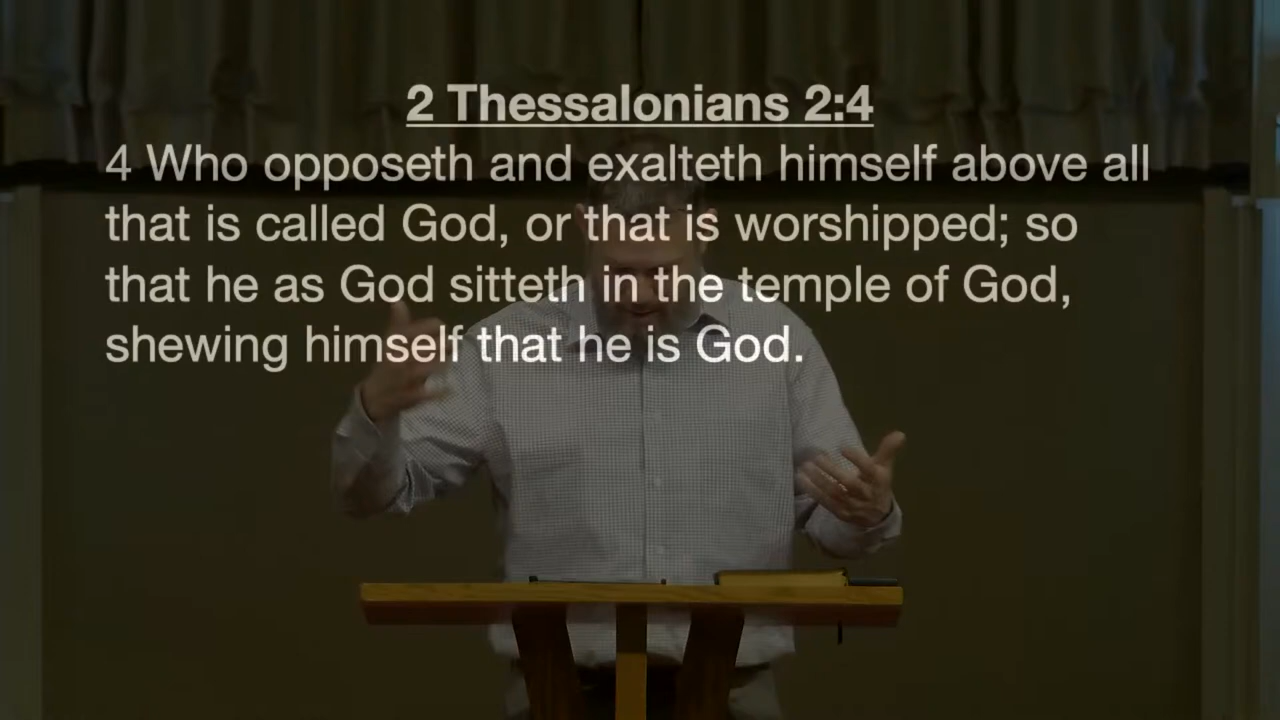 2 Thessalonians 2:4
4 Who opposeth and exalteth himself above all
that is called God, or that is worshipped; so
that he as God sitteth in the temple of God,
shewing himself that he is God.